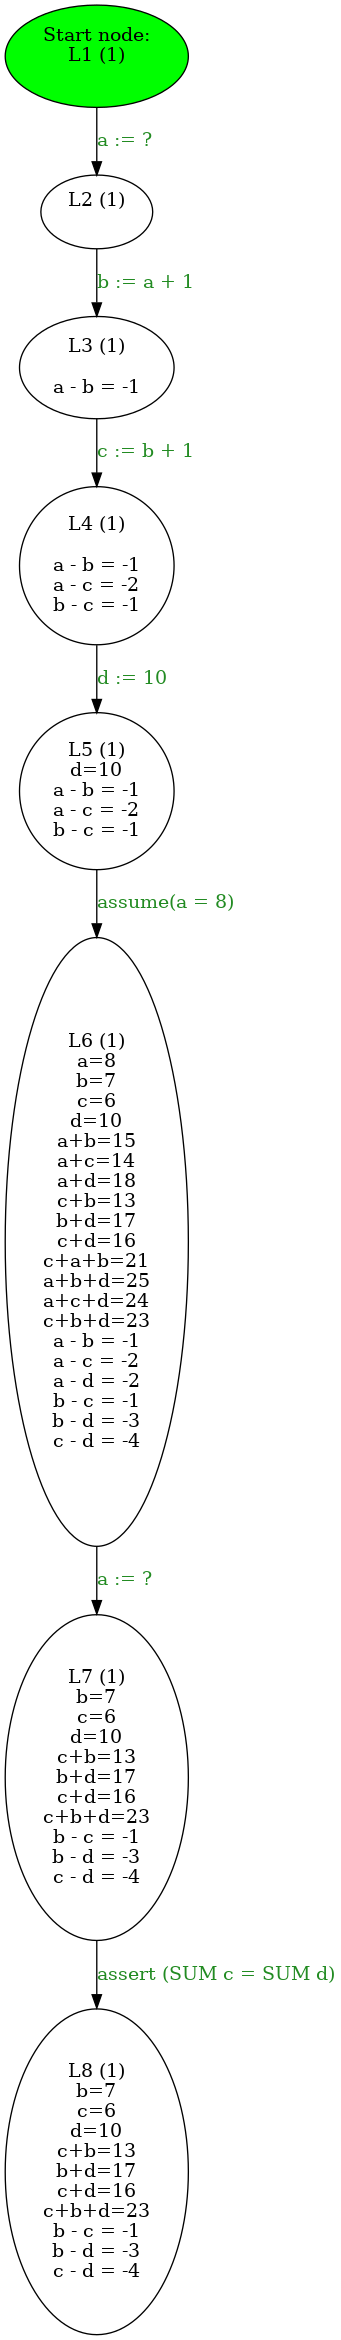 Start node:
L1 (1)
a := ?
L2 (1)
b := a + 1
L3 (1)
a - b = -1
c := b + 1
L4 (1)
a - b = -1
a - c = -2
b - c = -1
d := 10
L5 (1)
d=10
a - b = -1
a - c = -2
b - c = -1
assume(a = 8)
L6 (1)
a=8
b=7
c=6
d=10
a+b=15
a+c=14
a+d=18
c+b=13
b+d=17
c+d=16
c+a+b=21
a+b+d=25
a+c+d=24
c+b+d=23
a - b = -1
a - c = -2
a - d = -2
b - c = -1
b - d = -3
c - d = -4
a := ?
L7 (1)
b=7
c=6
d=10
c+b=13
b+d=17
c+d=16
c+b+d=23
b - c = -1
b - d = -3
c - d = -4
assert (SUM c = SUM d)
L8 (1)
b=7
c=6
d=10
c+b=13
b+d=17
c+d=16
c+b+d=23
b - c = -1
b - d = -3
c - d = -4